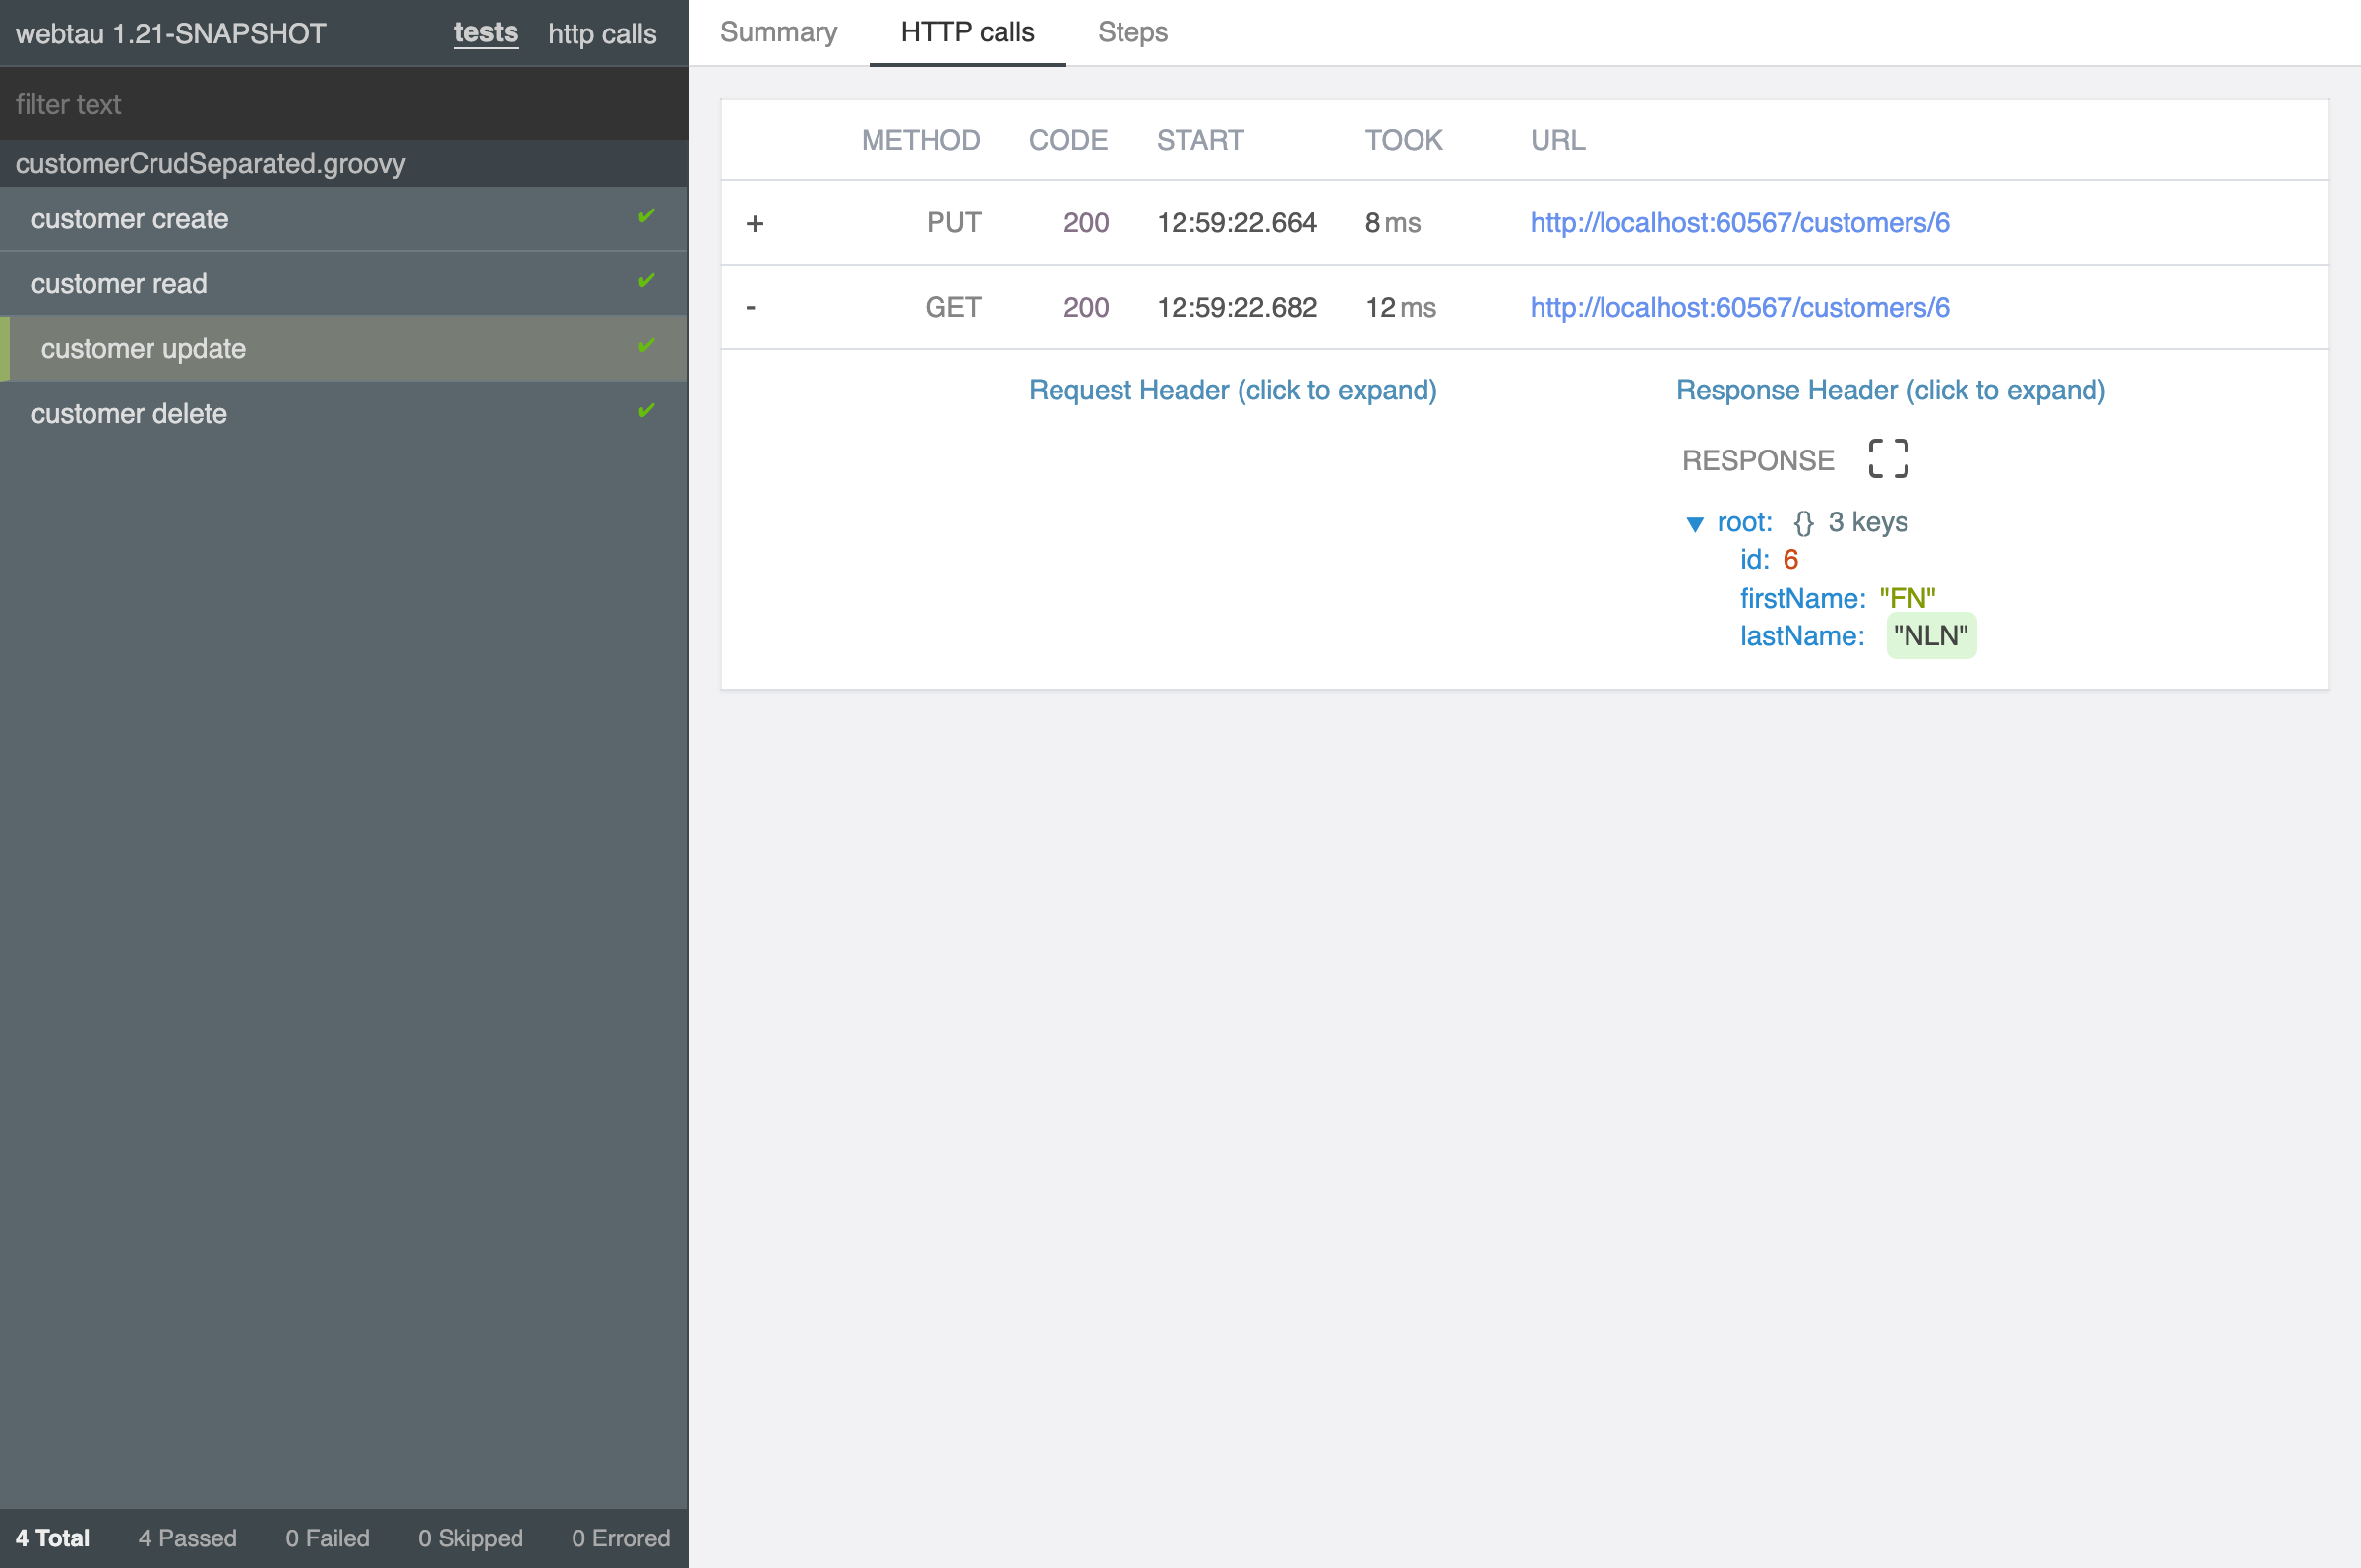 webtau 1.21-SNAPSHOT tests http calls
filter text
customerCrudSeparated.groovy
customer create ✔
customer read ✔
customer update ✔
customer delete ✔
4 Total 4 Passed 0 Failed 0 Skipped 0 Errored
Summary HTTP calls Steps
METHOD CODE START TOOK URL
+ PUT 200 12:59:22.664 8 ms http://localhost:60567/customers/6
- GET 200 12:59:22.682 12 ms http://localhost:60567/customers/6
Request Header (click to expand) Response Header (click to expand)
RESPONSE
▼ root: {} 3 keys
id: 6
firstName: "FN"
lastName: "NLN"